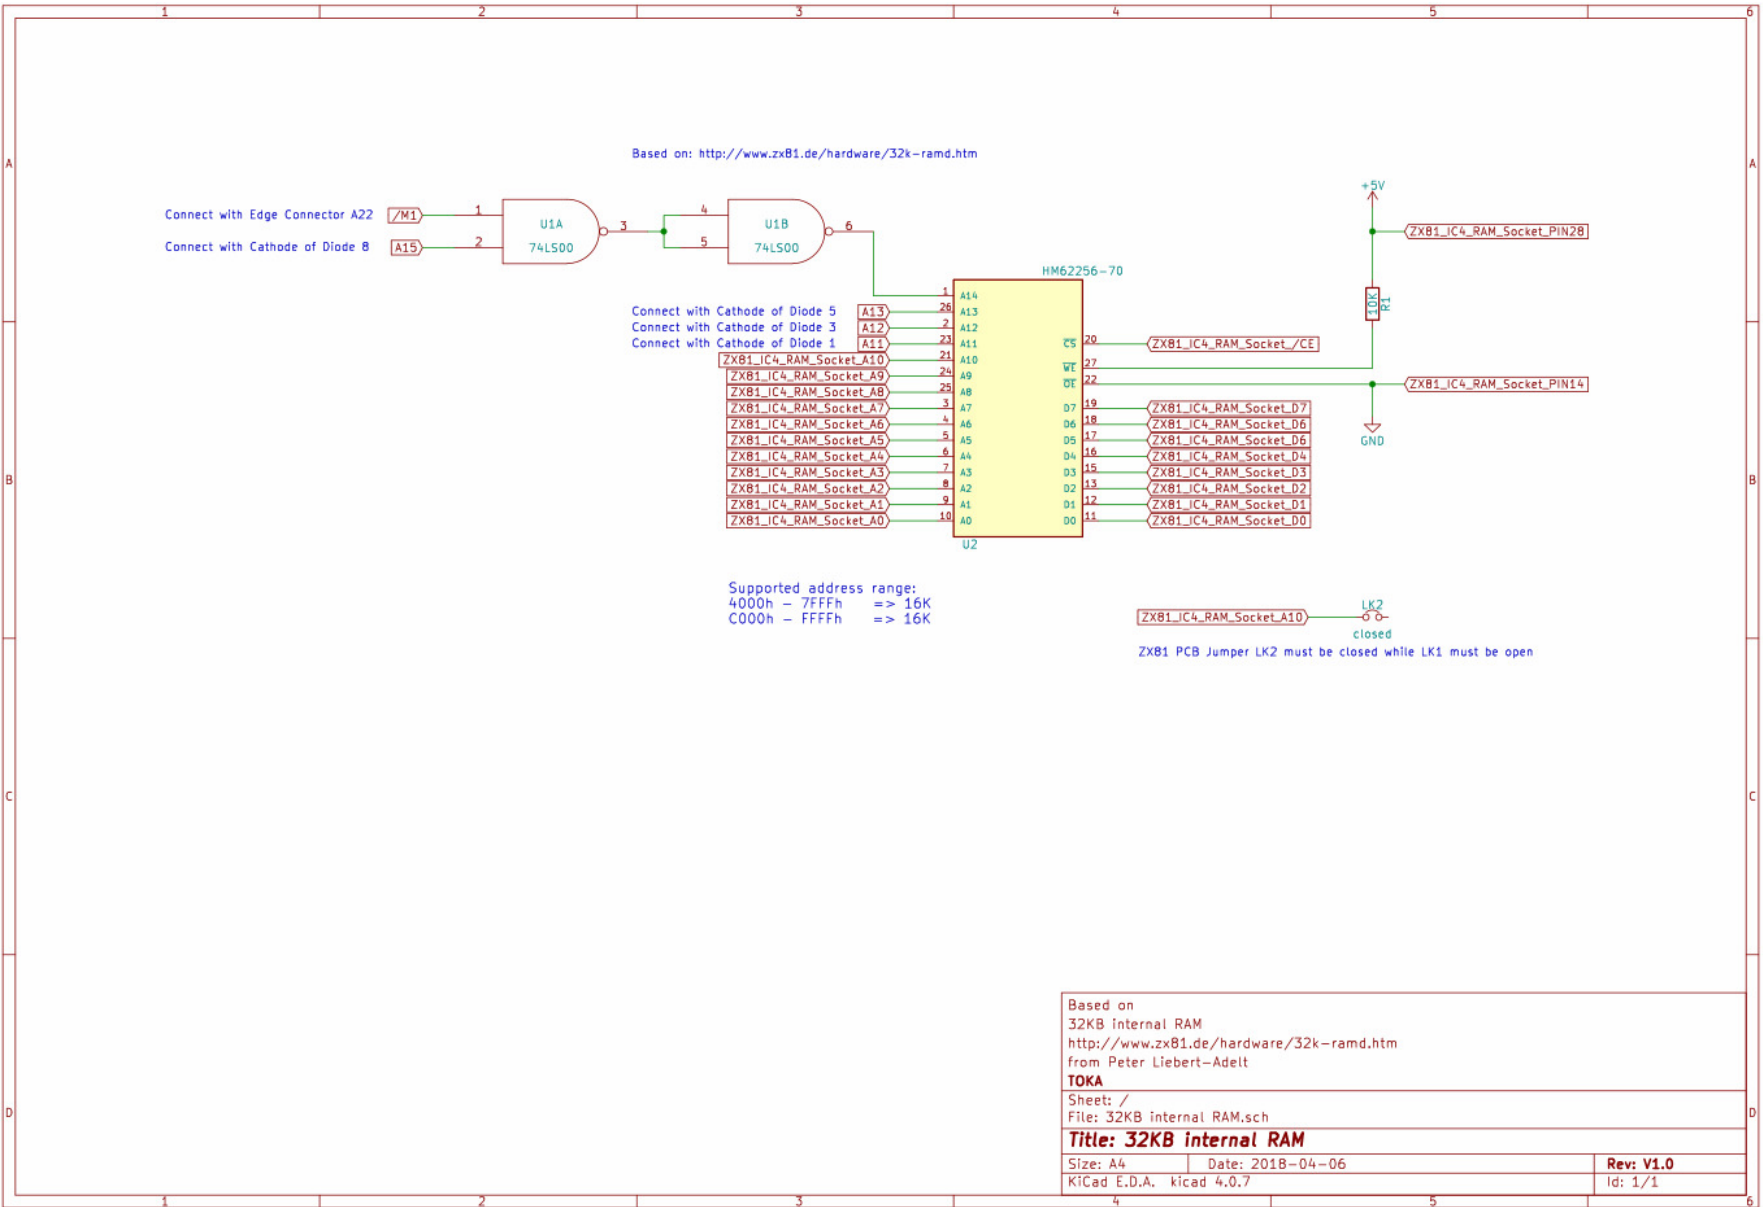 1 2 3 4 5 6
A A
Based on: http://www.zx81.de/hardware/32k-ramd.htm
+5V
Connect with Edge Connector A22 /M1 1
U1A
74LS00
2
3
Connect with Cathode of Diode 8 A15
4
5
U1B
74LS00
6
ZX81_IC4_RAM_Socket_PIN28
HM62256-70
10K
R1
1 A14
Connect with Cathode of Diode 5 A13 26 A13
Connect with Cathode of Diode 3 A12 2 A12
Connect with Cathode of Diode 1 A11 23 A11
ZX81_IC4_RAM_Socket_A10 21 A10
ZX81_IC4_RAM_Socket_A9 24 A9
ZX81_IC4_RAM_Socket_A8 25 A8
ZX81_IC4_RAM_Socket_A7 3 A7
ZX81_IC4_RAM_Socket_A6 4 A6
ZX81_IC4_RAM_Socket_A5 5 A5
ZX81_IC4_RAM_Socket_A4 6 A4
ZX81_IC4_RAM_Socket_A3 7 A3
ZX81_IC4_RAM_Socket_A2 8 A2
ZX81_IC4_RAM_Socket_A1 9 A1
ZX81_IC4_RAM_Socket_A0 10 A0
CS 20 ZX81_IC4_RAM_Socket_/CE
WE 27
OE 22 ZX81_IC4_RAM_Socket_PIN14
GND
D7 19 ZX81_IC4_RAM_Socket_D7
D6 18 ZX81_IC4_RAM_Socket_D6
D5 17 ZX81_IC4_RAM_Socket_D6
D4 16 ZX81_IC4_RAM_Socket_D4
D3 15 ZX81_IC4_RAM_Socket_D3
D2 13 ZX81_IC4_RAM_Socket_D2
D1 12 ZX81_IC4_RAM_Socket_D1
D0 11 ZX81_IC4_RAM_Socket_D0
U2
B B
Supported address range:
4000h - 7FFFh => 16K
C000h - FFFFh => 16K
LK2
ZX81_IC4_RAM_Socket_A10
closed
ZX81 PCB Jumper LK2 must be closed while LK1 must be open
C C
Based on
32KB internal RAM
http://www.zx81.de/hardware/32k-ramd.htm
from Peter Liebert-Adelt
TOKA
Sheet: /
File: 32KB internal RAM.sch
Title: 32KB internal RAM
Size: A4 Date: 2018-04-06 Rev: V1.0
KiCad E.D.A. kicad 4.0.7 Id: 1/1
D D
1 2 3 4 5 6